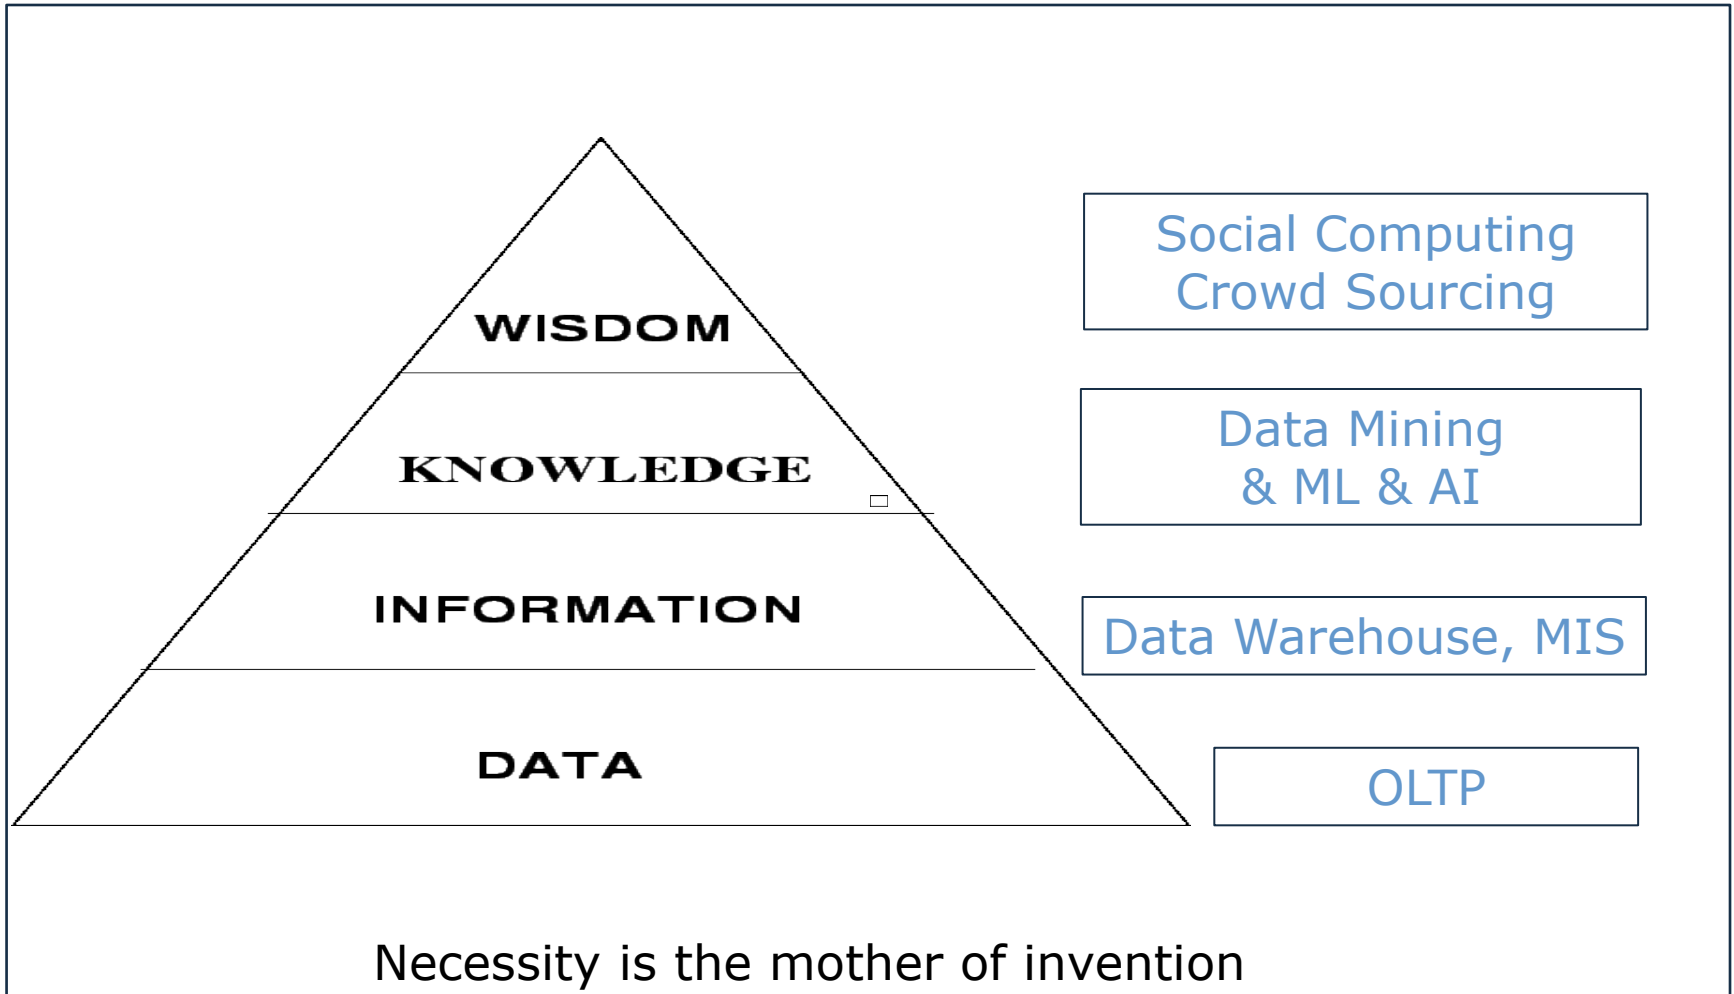 Social Computing
Crowd Sourcing
WISDOM
Data Mining
& ML & AI
KNOWLEDGE
INFORMATION
Data Warehouse, MIS
DATA
OLTP
Necessity is the mother of invention